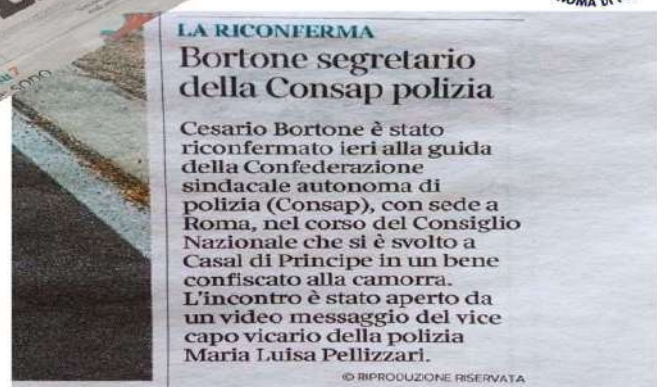 LA RICONFERMA
Bortone segretario
della Consap polizia
Cesario Bortone è stato
riconfermato ieri alla guida
della Confederazione
sindacale autonoma di
polizia (Consap), con sede a
Roma, nel corso del Consiglio
Nazionale che si è svolto a
Casal di Principe in un bene
confiscato alla camorra.
L'incontro è stato aperto da
un video messaggio del vice
capo vicario della polizia
Maria Luisa Pellizzari.
© RIPRODUZIONE RISERVATA